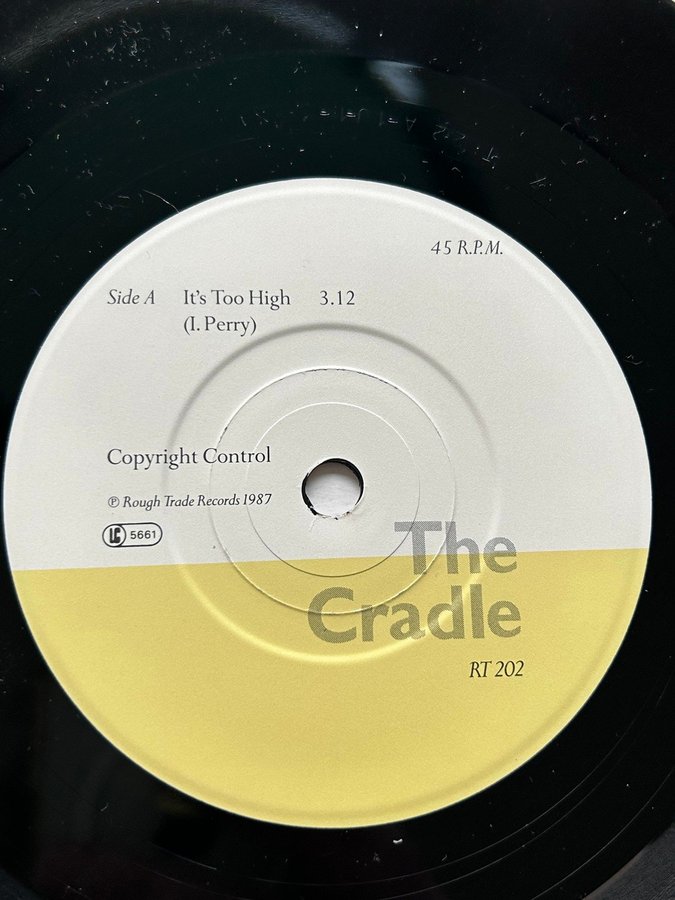 45 R.P.M.
Side A It's Too High 3.12
(I. Perry)
Copyright Control
℗ Rough Trade Records 1987
LC 5661
The
Cradle
RT 202